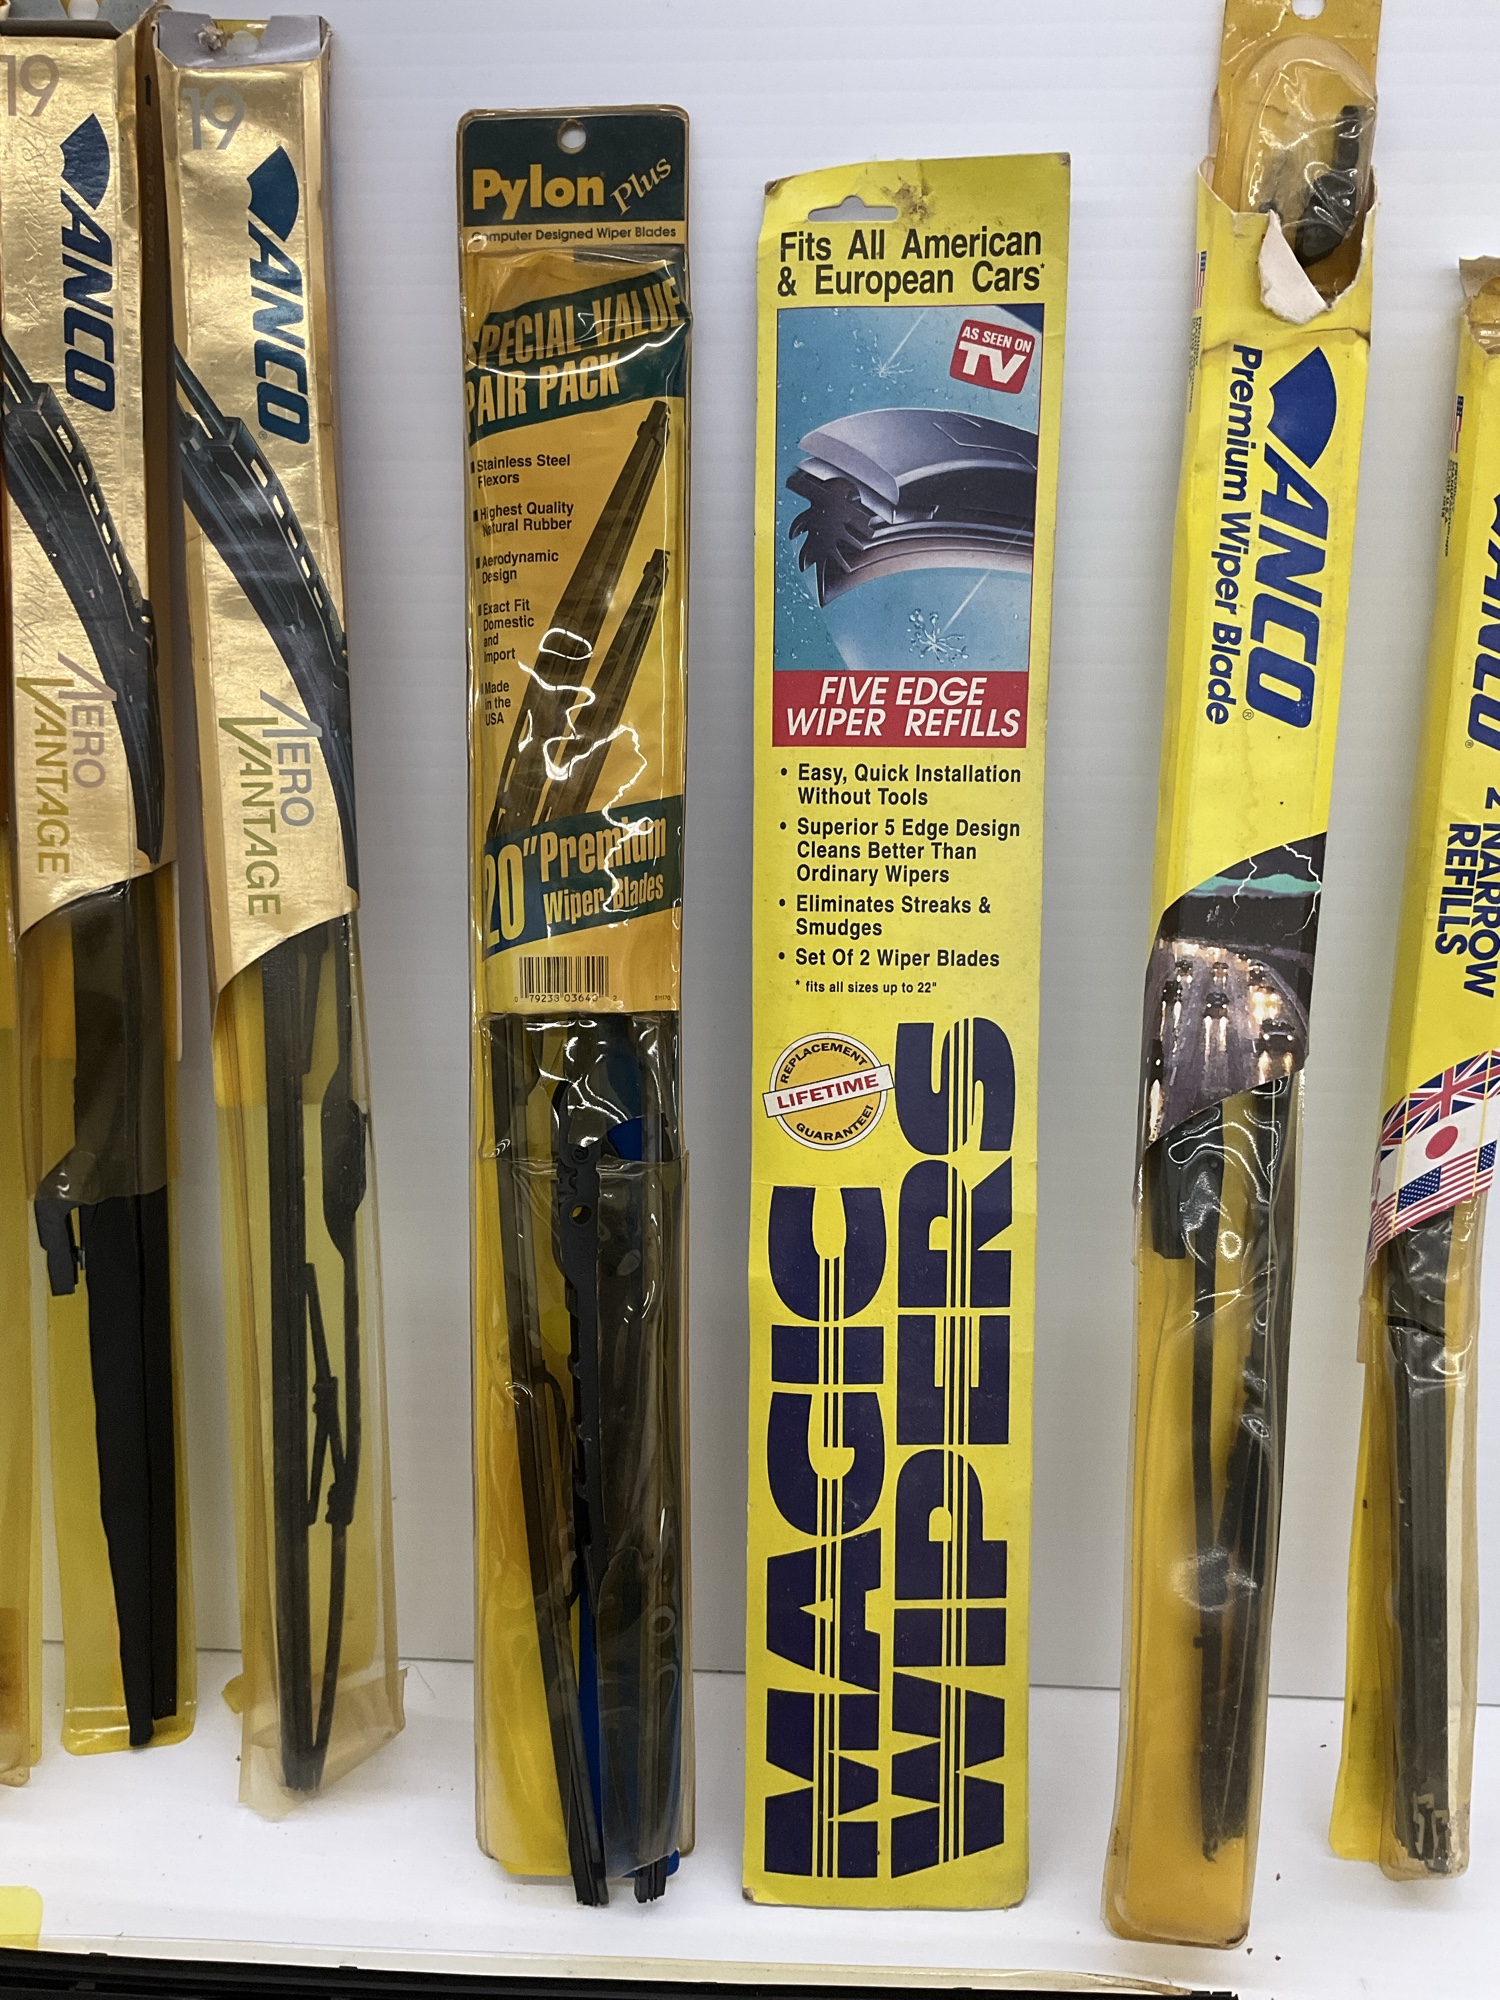 19
ANCO
AERO
VANTAGE
19
ANCO®
AERO
VANTAGE
Pylon Plus
Computer Designed Wiper Blades
SPECIAL VALUE
PAIR PACK
Stainless Steel
Flexors
Highest Quality
Natural Rubber
Aerodynamic
Design
Exact Fit
Domestic
and
Import
Made
in the
USA
20" Premium
Wiper Blades
Fits All American
& European Cars*
AS SEEN ON
TV
FIVE EDGE
WIPER REFILLS
• Easy, Quick Installation
Without Tools
• Superior 5 Edge Design
Cleans Better Than
Ordinary Wipers
• Eliminates Streaks &
Smudges
• Set Of 2 Wiper Blades
* fits all sizes up to 22"
REPLACEMENT
LIFETIME
GUARANTEE!
MAGIC
WIPERS
ANCO®
Premium Wiper Blade
ANCO®
2 NARROW
REFILLS